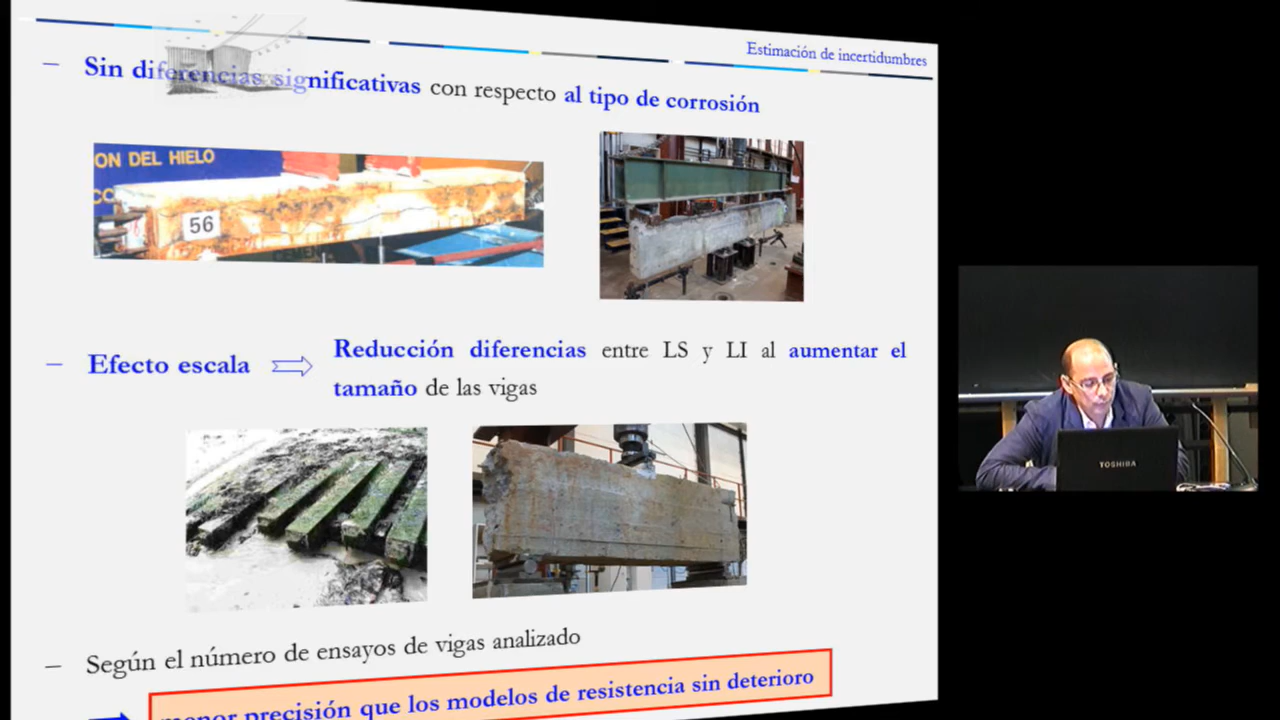 Estimación de incertidumbres
– Sin diferencias significativas con respecto al tipo de corrosión
ON DEL HIELO
CO
56
CEMEN
– Efecto escala ⇨ Reducción diferencias entre LS y LI al aumentar el
tamaño de las vigas
TOSHIBA
– Según el número de ensayos de vigas analizado
menor precisión que los modelos de resistencia sin deterioro